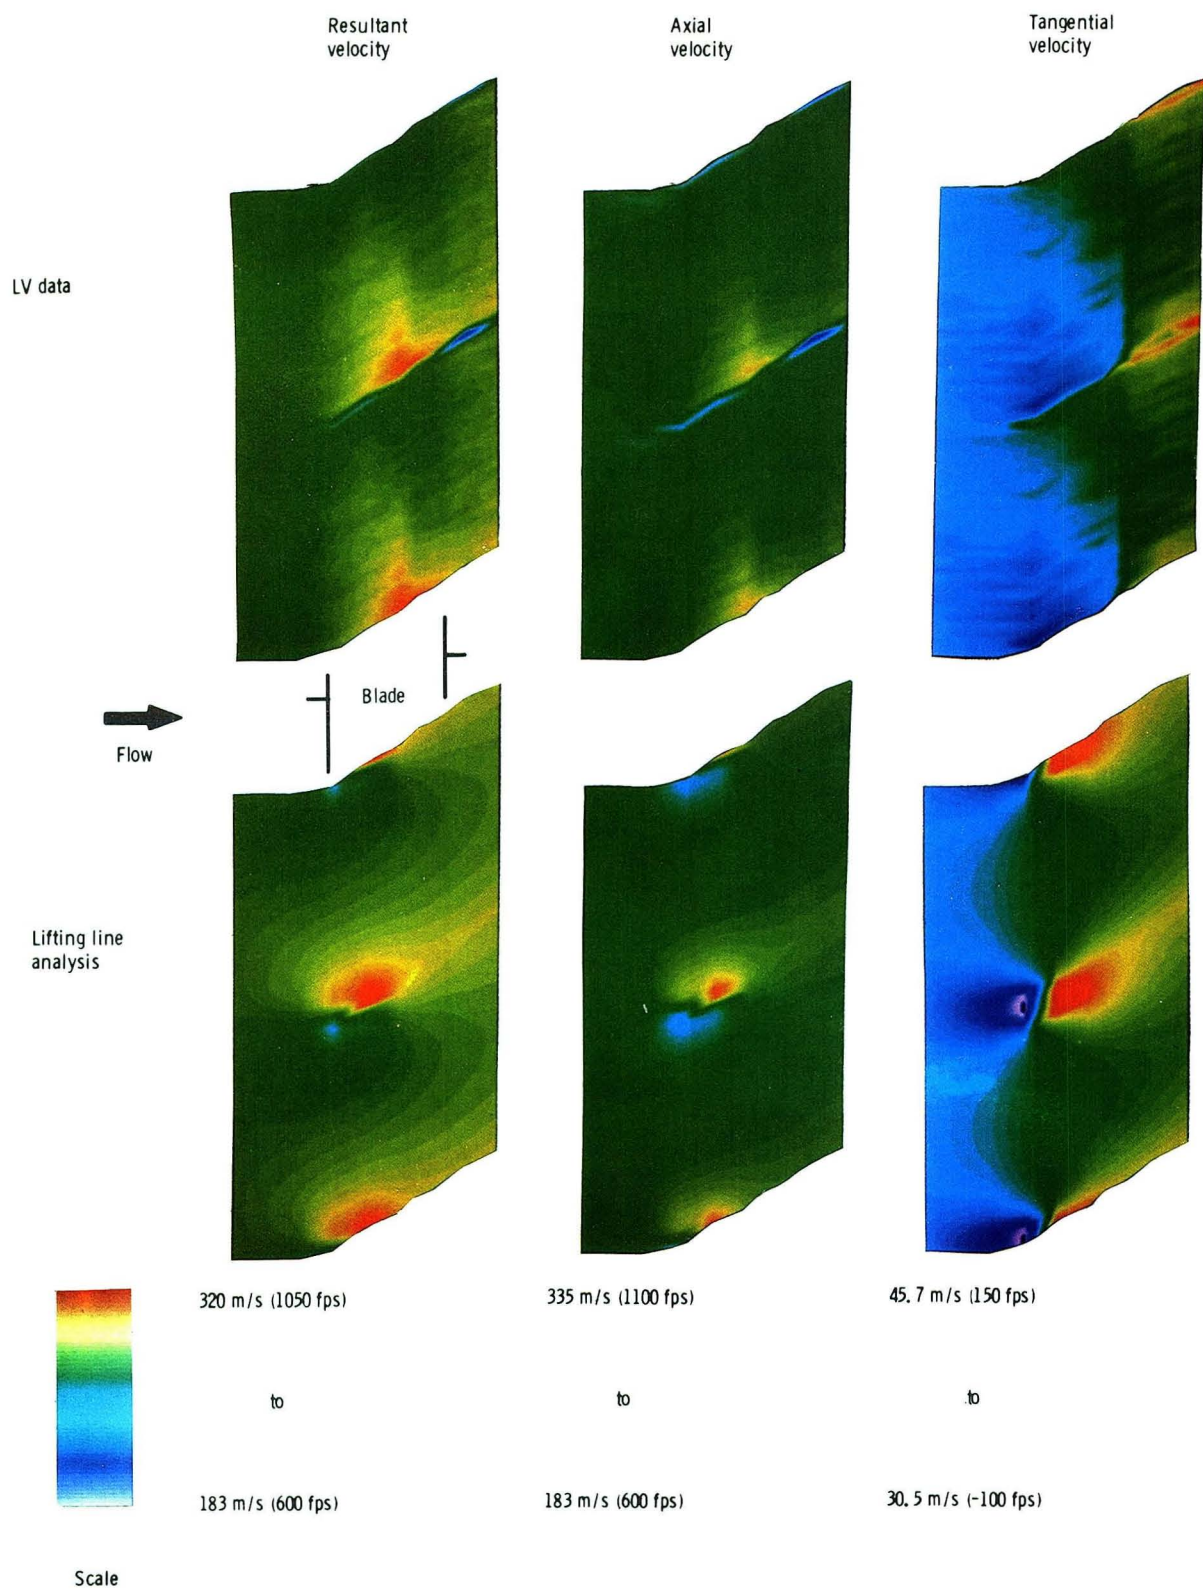 Resultant
velocity
Axial
velocity
Tangential
velocity
LV data
Blade
Flow
Lifting line
analysis
320 m/s (1050 fps)
335 m/s (1100 fps)
45.7 m/s (150 fps)
to
to
to
183 m/s (600 fps)
183 m/s (600 fps)
30.5 m/s (-100 fps)
Scale